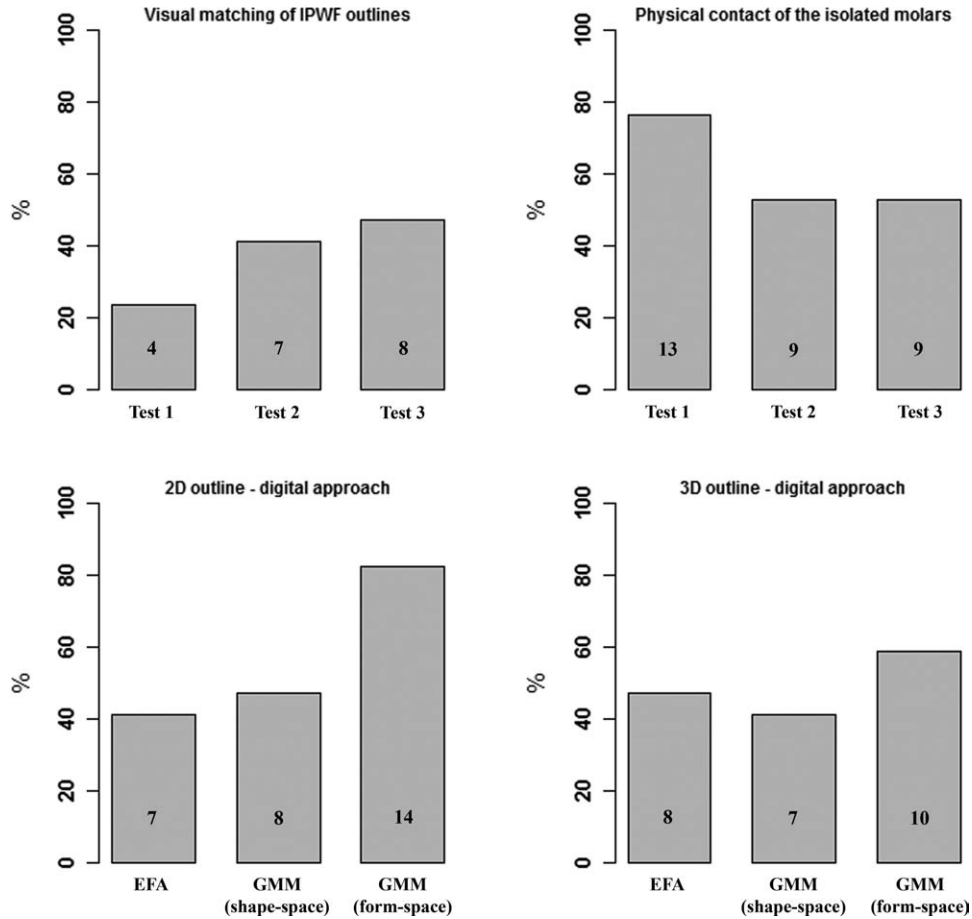 Visual matching of IPWF outlines
100
80
60
40
20
0
%
4
7
8
Test 1
Test 2
Test 3
Physical contact of the isolated molars
100
80
60
40
20
0
%
13
9
9
Test 1
Test 2
Test 3
2D outline - digital approach
100
80
60
40
20
0
%
7
8
14
EFA
GMM
(shape-space)
GMM
(form-space)
3D outline - digital approach
100
80
60
40
20
0
%
8
7
10
EFA
GMM
(shape-space)
GMM
(form-space)